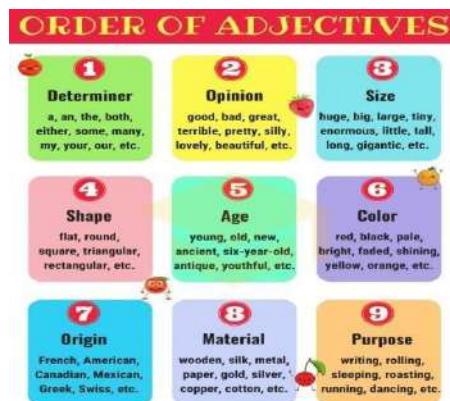 ORDER OF ADJECTIVES
1
Determiner
a, an, the, both,
either, some, many,
my, your, our, etc.
2
Opinion
good, bad, great,
terrible, pretty, silly,
lovely, beautiful, etc.
3
Size
huge, big, large, tiny,
enormous, little, tall,
long, gigantic, etc.
4
Shape
flat, round,
square, triangular,
rectangular, etc.
5
Age
young, old, new,
ancient, six-year-old,
antique, youthful, etc.
6
Color
red, black, pale,
bright, faded, shining,
yellow, orange, etc.
7
Origin
French, American,
Canadian, Mexican,
Greek, Swiss, etc.
8
Material
wooden, silk, metal,
paper, gold, silver,
copper, cotton, etc.
9
Purpose
writing, rolling,
sleeping, roasting,
running, dancing, etc.